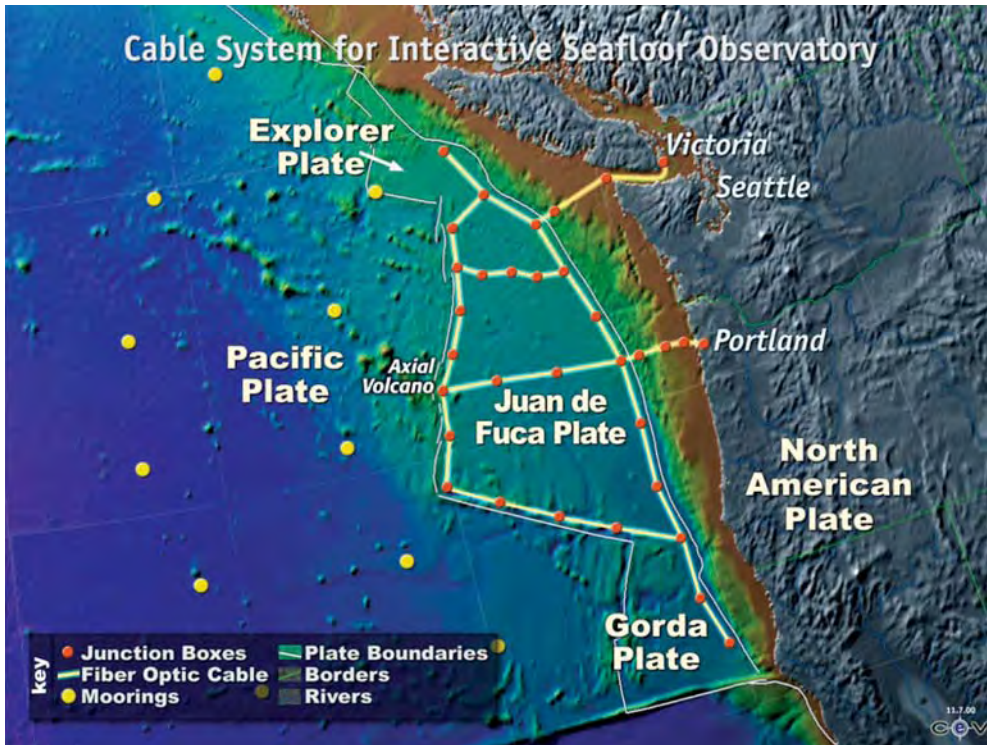 Cable System for Interactive Seafloor Observatory
Explorer
Plate
Victoria
Seattle
Portland
Pacific
Plate
Axial
Volcano
Juan de
Fuca Plate
North
American
Plate
Gorda
Plate
key
Junction Boxes
Fiber Optic Cable
Moorings
Plate Boundaries
Borders
Rivers
11.7.00
CeV